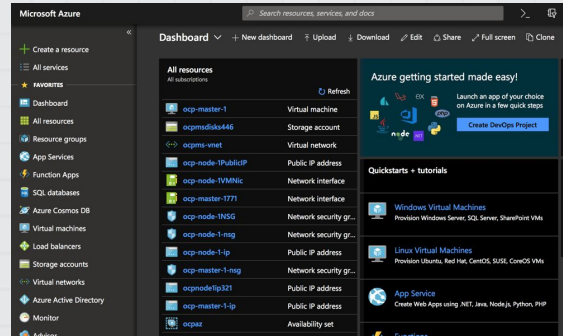 Microsoft Azure
Search resources, services, and docs
«
Create a resource
All services
FAVORITES
Dashboard
All resources
Resource groups
App Services
Function Apps
SQL databases
Azure Cosmos DB
Virtual machines
Load balancers
Storage accounts
Virtual networks
Azure Active Directory
Monitor
Advisor
Dashboard
+ New dashboard
Upload
Download
Edit
Share
Full screen
Clone
All resources
All subscriptions
Refresh
ocp-master-1 Virtual machine
ocpmsdisks446 Storage account
ocpms-vnet Virtual network
ocp-node-1PublicIP Public IP address
ocp-node-1VMNic Network interface
ocp-master-1771 Network interface
ocp-node-1NSG Network security gr...
ocp-node-1-nsg Network security gr...
ocp-node-1-ip Public IP address
ocp-master-1-nsg Network security gr...
ocpnode1ip321 Public IP address
ocp-master-1-ip Public IP address
ocpaz Availability set
Azure getting started made easy!
Launch an app of your choice
on Azure in a few quick steps
Create DevOps Project
ex
JS
php
node
.NET
Quickstarts + tutorials
Windows Virtual Machines
Provision Windows Server, SQL Server, SharePoint VMs
Linux Virtual Machines
Provision Ubuntu, Red Hat, CentOS, SUSE, CoreOS VMs
App Service
Create Web Apps using .NET, Java, Node.js, Python, PHP
Functions